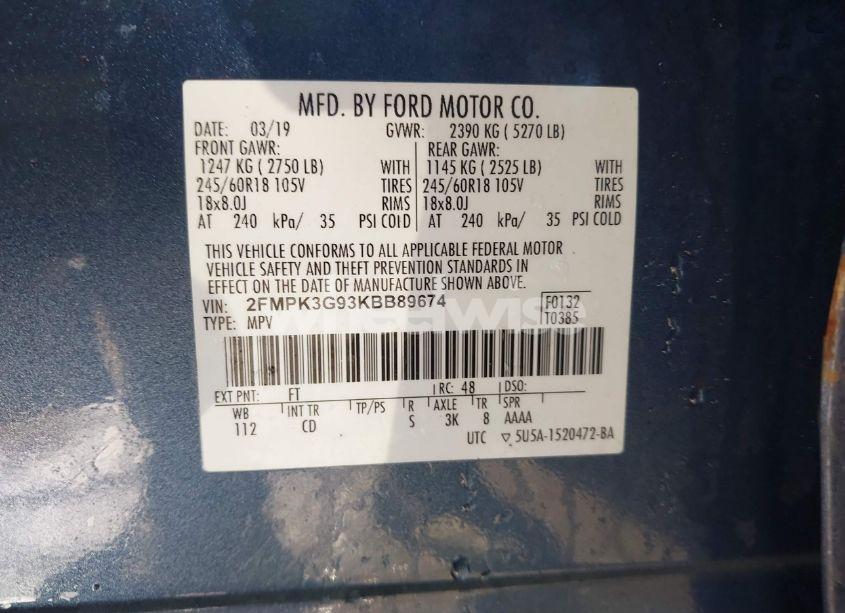 MFD. BY FORD MOTOR CO.
DATE: 03/19 GVWR: 2390 KG ( 5270 LB)
FRONT GAWR: REAR GAWR:
1247 KG ( 2750 LB) WITH 1145 KG ( 2525 LB) WITH
245/60R18 105V TIRES 245/60R18 105V TIRES
18x8.0J RIMS 18x8.0J RIMS
AT 240 kPa/ 35 PSI COLD AT 240 kPa/ 35 PSI COLD
THIS VEHICLE CONFORMS TO ALL APPLICABLE FEDERAL MOTOR
VEHICLE SAFETY AND THEFT PREVENTION STANDARDS IN
EFFECT ON THE DATE OF MANUFACTURE SHOWN ABOVE.
VIN: 2FMPK3G93KBB89674 F0132
TYPE: MPV T0385
EXT PNT: FT RC: 48 DSO:
WB INT TR TP/PS R AXLE TR SPR
112 CD S 3K 8 AAAA
UTC ▽ 5U5A-1520472-BA